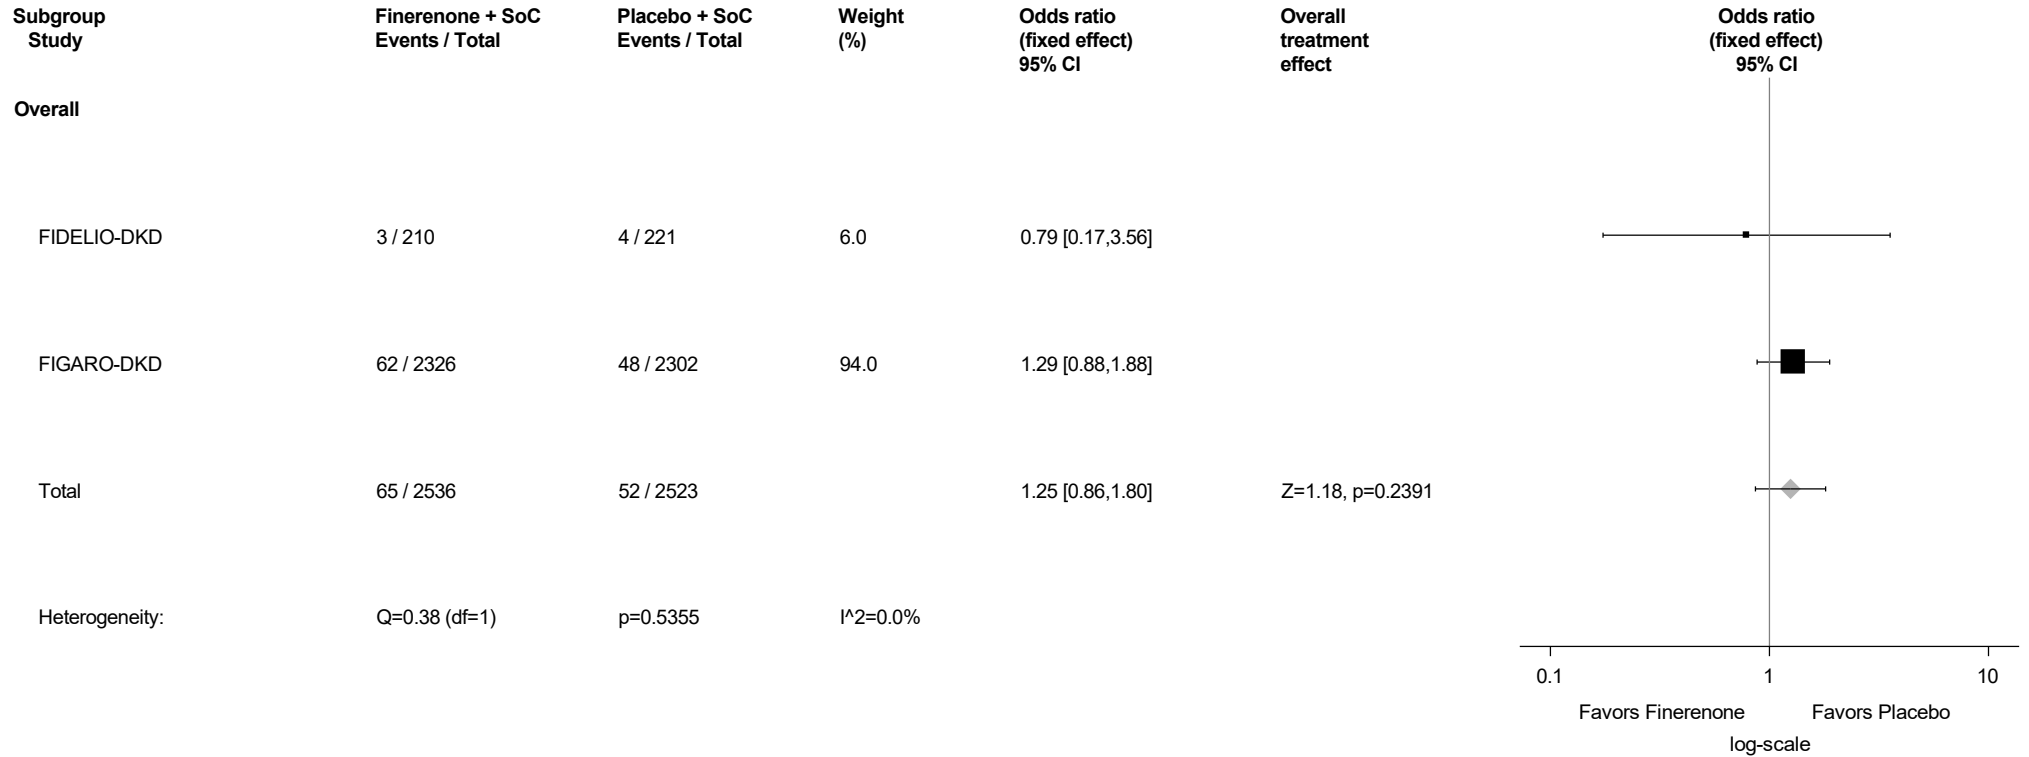 Subgroup Finerenone + SoC Placebo + SoC Weight Odds ratio Overall Odds ratio
Study Events / Total Events / Total (%) (fixed effect) treatment (fixed effect)
95% CI effect 95% CI
Overall
FIDELIO-DKD 3 / 210 4 / 221 6.0 0.79 [0.17,3.56]
FIGARO-DKD 62 / 2326 48 / 2302 94.0 1.29 [0.88,1.88]
Total 65 / 2536 52 / 2523 1.25 [0.86,1.80] Z=1.18, p=0.2391
Heterogeneity: Q=0.38 (df=1) p=0.5355 I^2=0.0%
0.1 1 10
Favors Finerenone Favors Placebo
log-scale